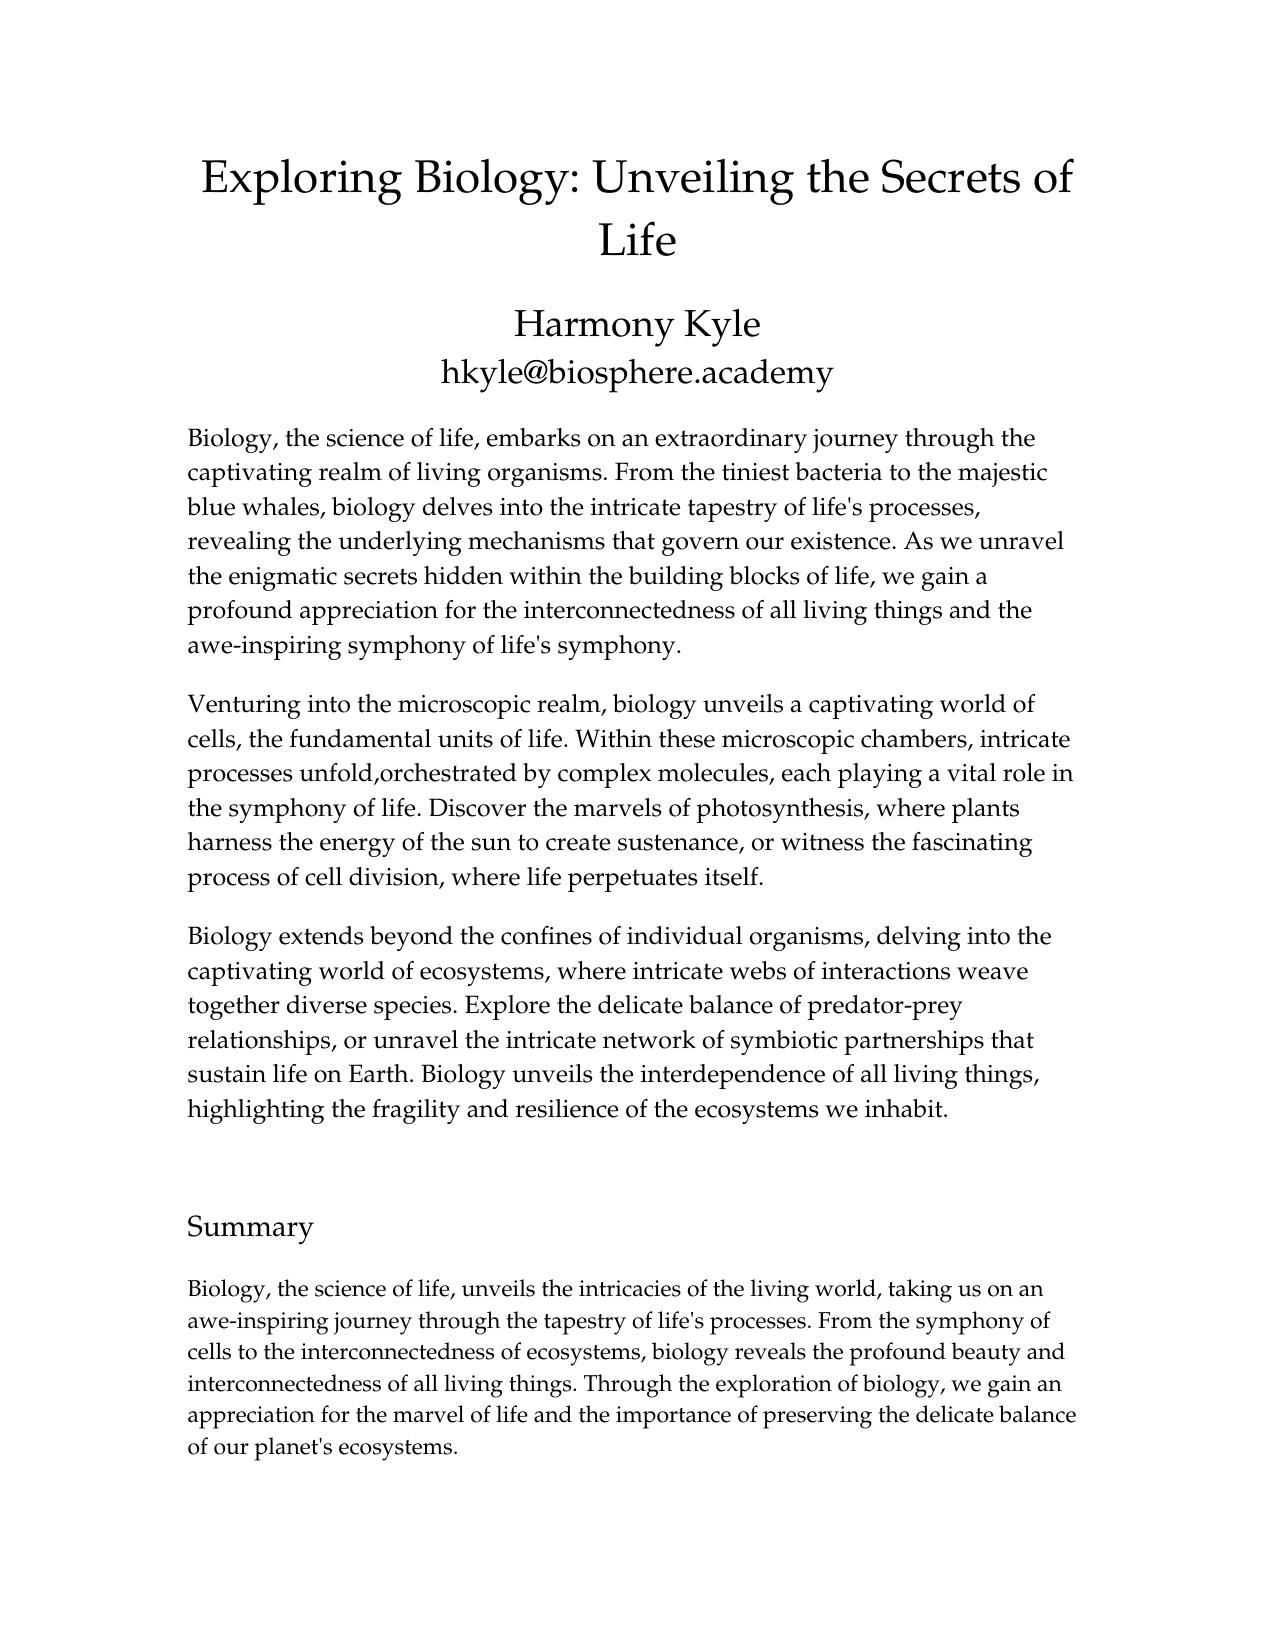 Exploring Biology: Unveiling the Secrets of
Life
Harmony Kyle
hkyle@biosphere.academy
Biology, the science of life, embarks on an extraordinary journey through the
captivating realm of living organisms. From the tiniest bacteria to the majestic
blue whales, biology delves into the intricate tapestry of life's processes,
revealing the underlying mechanisms that govern our existence. As we unravel
the enigmatic secrets hidden within the building blocks of life, we gain a
profound appreciation for the interconnectedness of all living things and the
awe-inspiring symphony of life's symphony.
Venturing into the microscopic realm, biology unveils a captivating world of
cells, the fundamental units of life. Within these microscopic chambers, intricate
processes unfold,orchestrated by complex molecules, each playing a vital role in
the symphony of life. Discover the marvels of photosynthesis, where plants
harness the energy of the sun to create sustenance, or witness the fascinating
process of cell division, where life perpetuates itself.
Biology extends beyond the confines of individual organisms, delving into the
captivating world of ecosystems, where intricate webs of interactions weave
together diverse species. Explore the delicate balance of predator-prey
relationships, or unravel the intricate network of symbiotic partnerships that
sustain life on Earth. Biology unveils the interdependence of all living things,
highlighting the fragility and resilience of the ecosystems we inhabit.
Summary
Biology, the science of life, unveils the intricacies of the living world, taking us on an
awe-inspiring journey through the tapestry of life's processes. From the symphony of
cells to the interconnectedness of ecosystems, biology reveals the profound beauty and
interconnectedness of all living things. Through the exploration of biology, we gain an
appreciation for the marvel of life and the importance of preserving the delicate balance
of our planet's ecosystems.